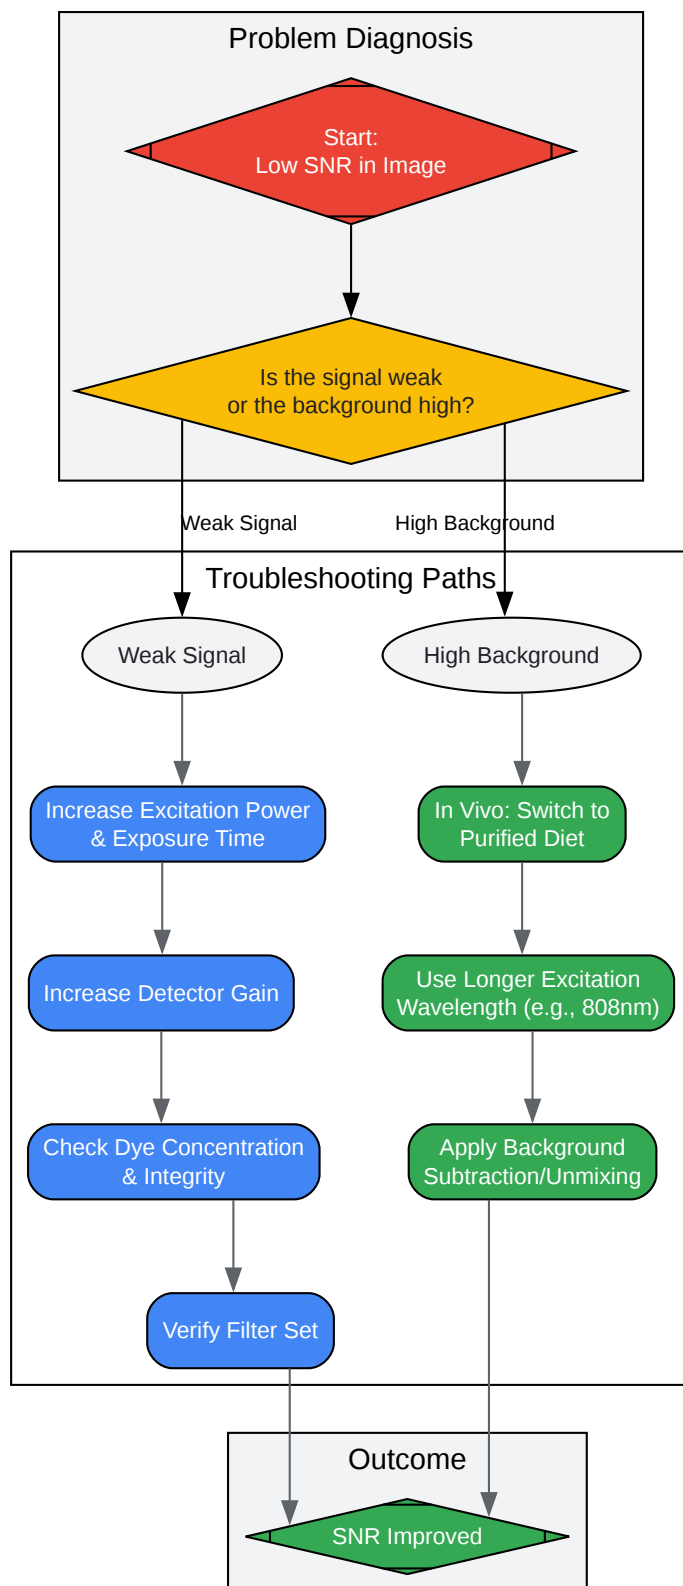 Problem Diagnosis
Start:
Low SNR in Image
Is the signal weak
or the background high?
Weak Signal
High Background
Troubleshooting Paths
Weak Signal
High Background
Increase Excitation Power
& Exposure Time
In Vivo: Switch to
Purified Diet
Increase Detector Gain
Use Longer Excitation
Wavelength (e.g., 808nm)
Check Dye Concentration
& Integrity
Apply Background
Subtraction/Unmixing
Verify Filter Set
Outcome
SNR Improved